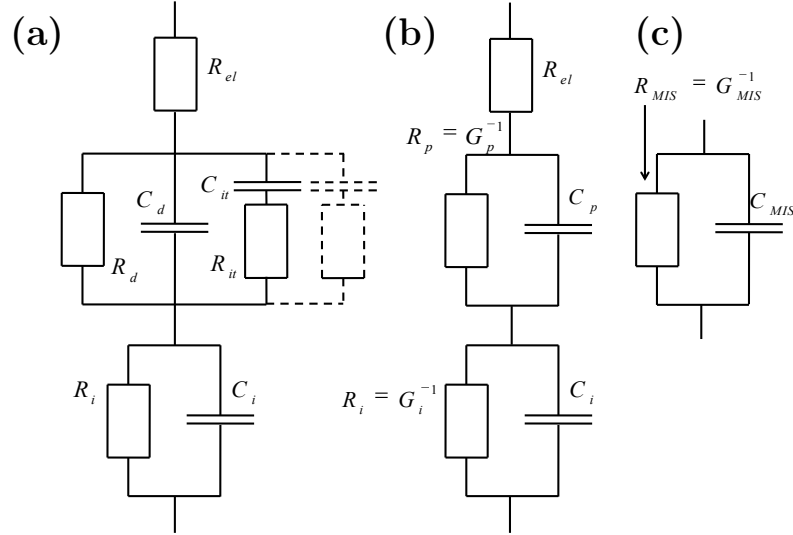 (a)
R_el
C_d
C_it
R_d
R_it
R_i
C_i
(b)
R_el
R_p = G_p^-1
C_p
R_i = G_i^-1
C_i
(c)
R_MIS = G_MIS^-1
C_MIS